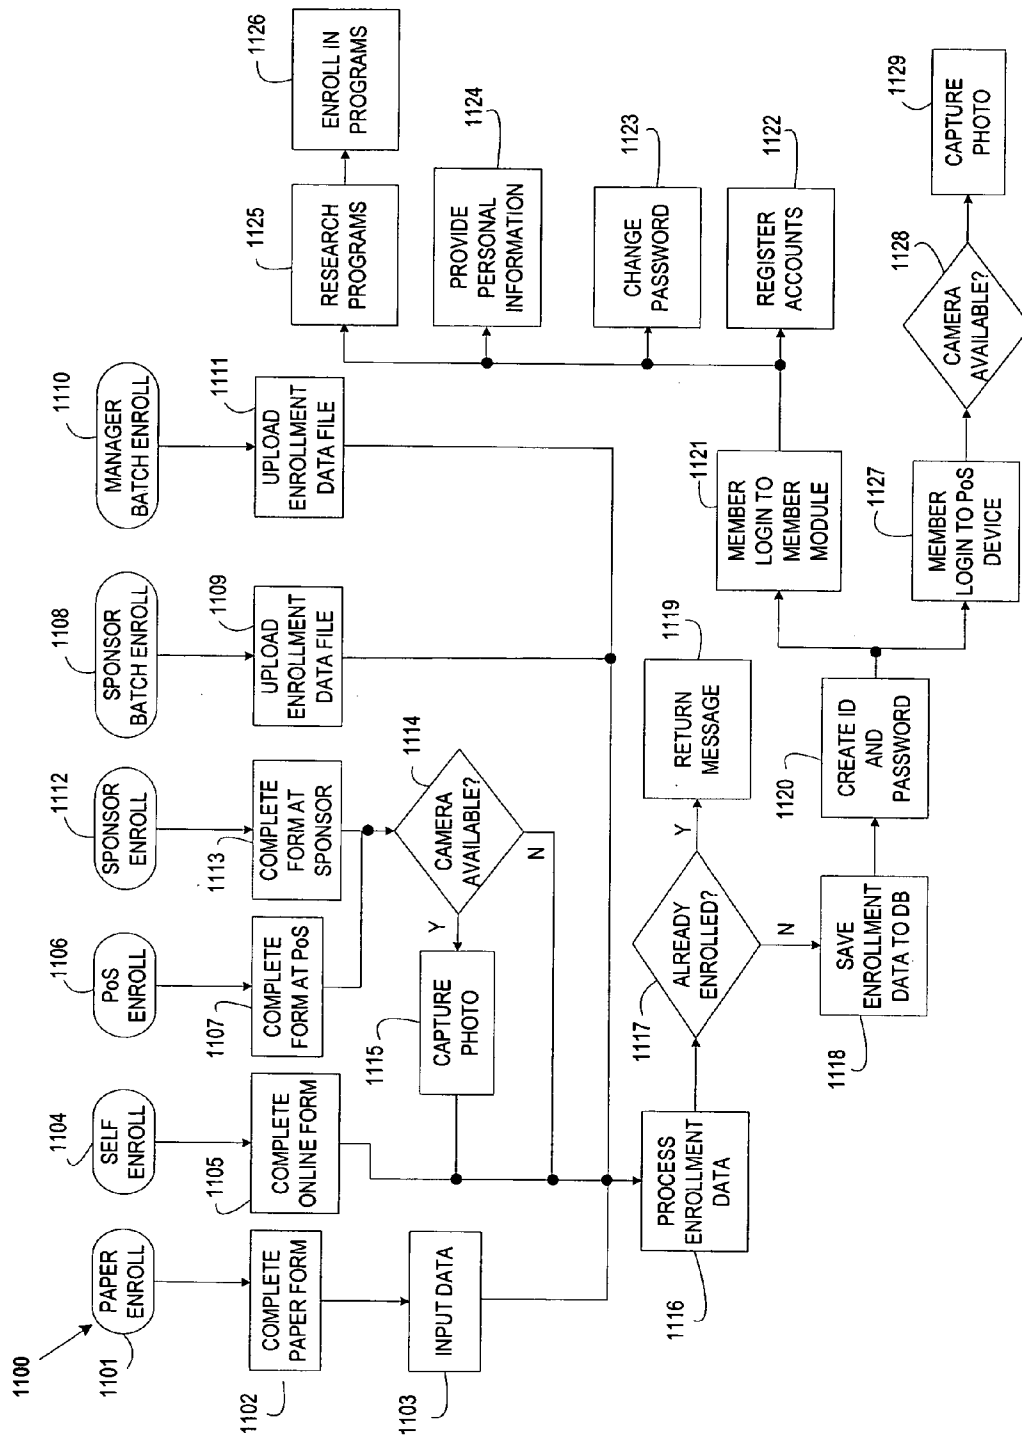 1100
1101
PAPER
ENROLL
1102
COMPLETE
PAPER FORM
1103
INPUT DATA
1104
SELF
ENROLL
1105
COMPLETE
ONLINE FORM
1106
PoS
ENROLL
1107
COMPLETE
FORM AT PoS
1112
SPONSOR
ENROLL
1113
COMPLETE
FORM AT
SPONSOR
1114
CAMERA
AVAILABLE?
Y
N
1115
CAPTURE
PHOTO
1108
SPONSOR
BATCH ENROLL
1109
UPLOAD
ENROLLMENT
DATA FILE
1110
MANAGER
BATCH ENROLL
1111
UPLOAD
ENROLLMENT
DATA FILE
1116
PROCESS
ENROLLMENT
DATA
1117
ALREADY
ENROLLED?
Y
N
1119
RETURN
MESSAGE
1118
SAVE
ENROLLMENT
DATA TO DB
1120
CREATE ID
AND
PASSWORD
1121
MEMBER
LOGIN TO
MEMBER
MODULE
1122
REGISTER
ACCOUNTS
1123
CHANGE
PASSWORD
1124
PROVIDE
PERSONAL
INFORMATION
1125
RESEARCH
PROGRAMS
1126
ENROLL IN
PROGRAMS
1127
MEMBER
LOGIN TO PoS
DEVICE
1128
CAMERA
AVAILABLE?
1129
CAPTURE
PHOTO